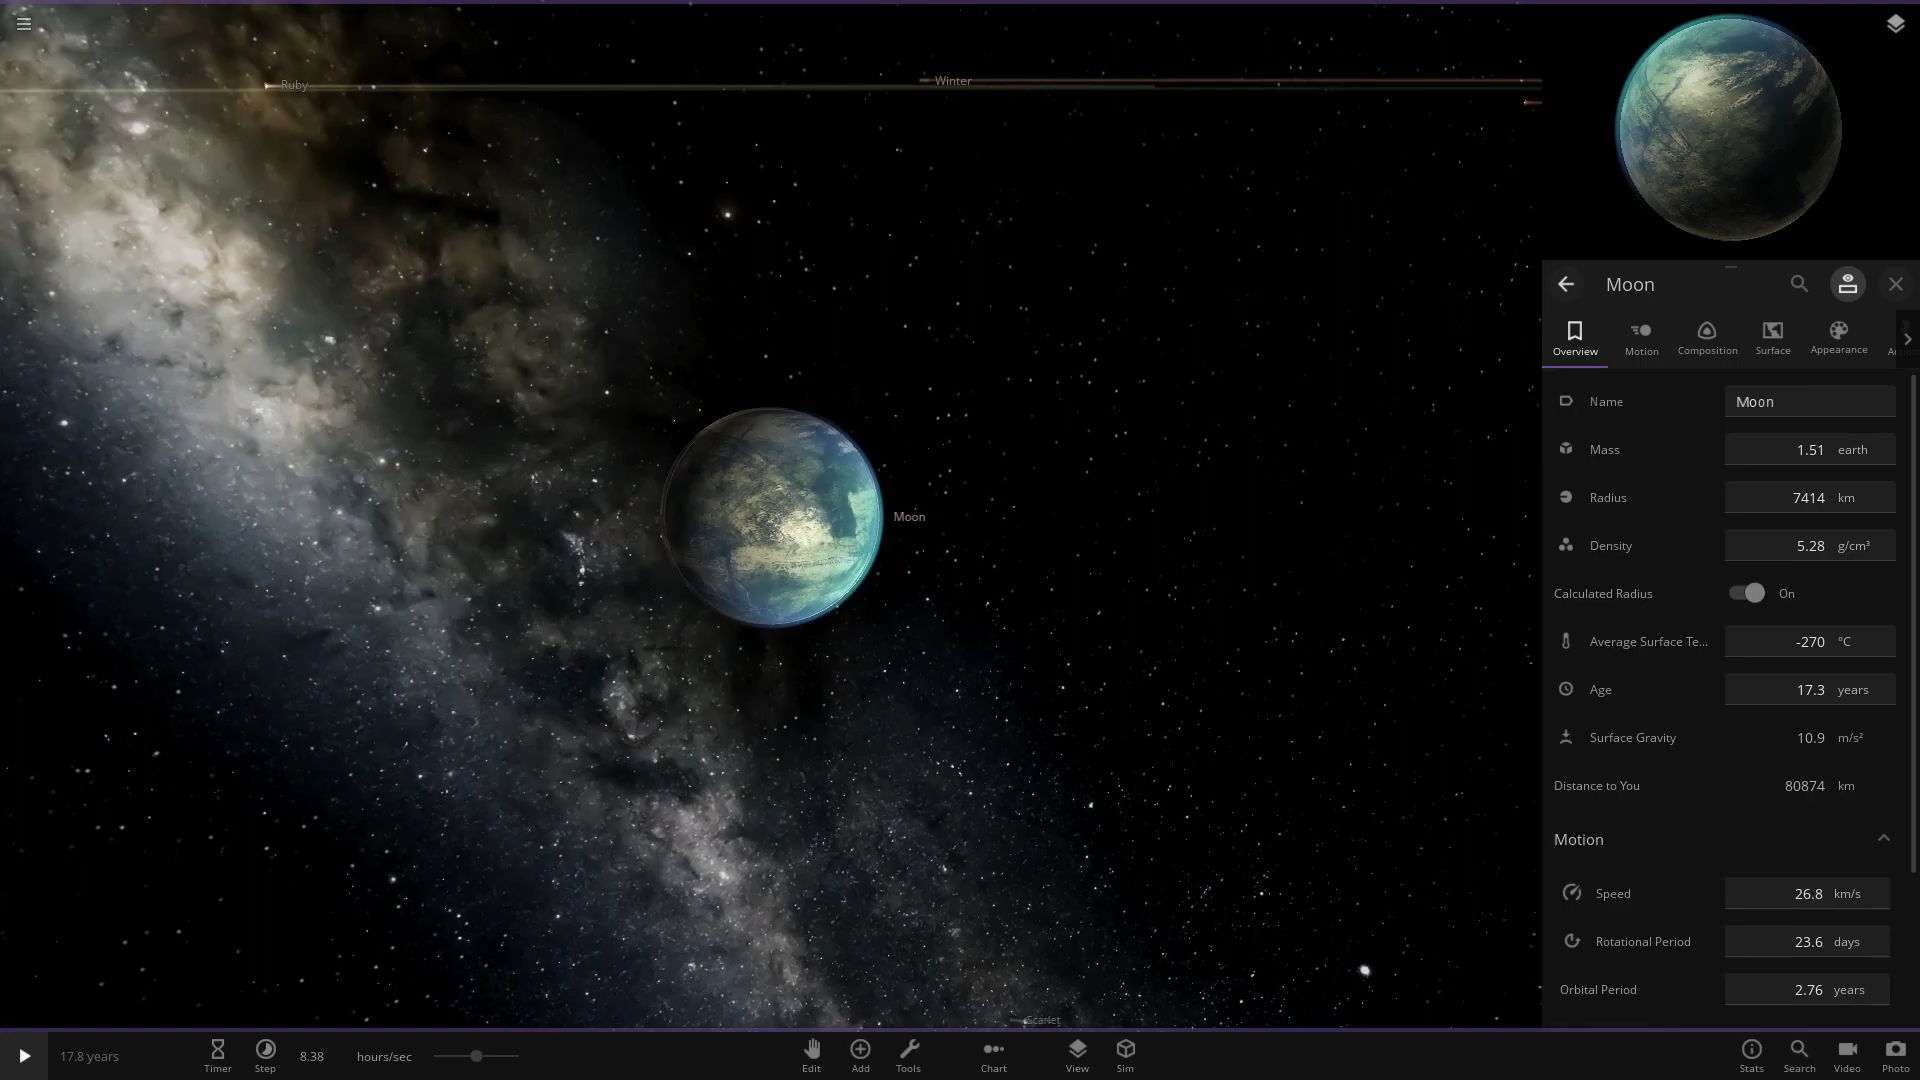 Ruby
Winter
Moon
Scarlet
Moon
Overview
Motion
Composition
Surface
Appearance
Name Moon
Mass 1.51 earth
Radius 7414 km
Density 5.28 g/cm³
Calculated Radius On
Average Surface Te... -270 °C
Age 17.3 years
Surface Gravity 10.9 m/s²
Distance to You 80874 km
Motion
Speed 26.8 km/s
Rotational Period 23.6 days
Orbital Period 2.76 years
17.8 years
Timer
Step
8.38 hours/sec
Edit
Add
Tools
Chart
View
Sim
Stats
Search
Video
Photo